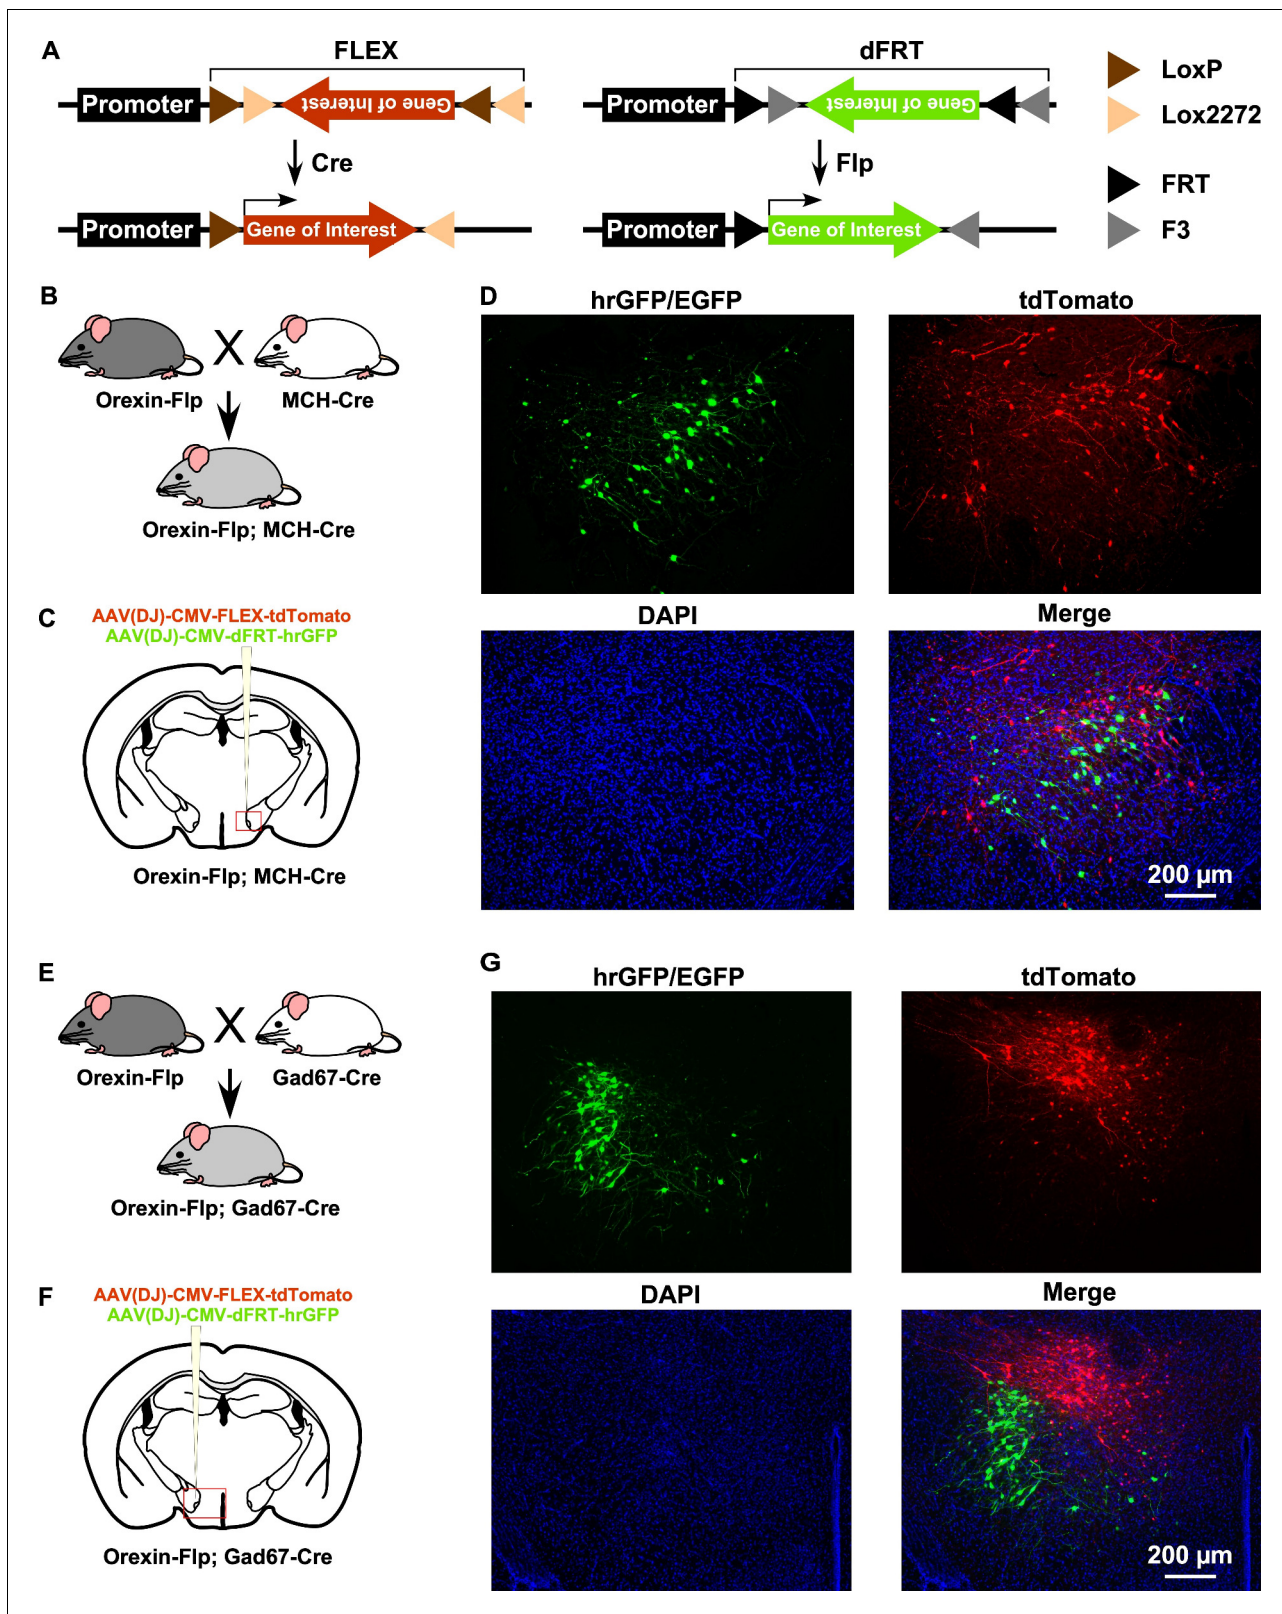 A
FLEX
Promoter
Gene of Interest
Cre
Promoter
Gene of Interest
dFRT
Promoter
Gene of Interest
Flp
Promoter
Gene of Interest
LoxP
Lox2272
FRT
F3
B
X
Orexin-Flp
MCH-Cre
Orexin-Flp; MCH-Cre
C
AAV(DJ)-CMV-FLEX-tdTomato
AAV(DJ)-CMV-dFRT-hrGFP
Orexin-Flp; MCH-Cre
D
hrGFP/EGFP
tdTomato
DAPI
Merge
200 µm
E
X
Orexin-Flp
Gad67-Cre
Orexin-Flp; Gad67-Cre
F
AAV(DJ)-CMV-FLEX-tdTomato
AAV(DJ)-CMV-dFRT-hrGFP
Orexin-Flp; Gad67-Cre
G
hrGFP/EGFP
tdTomato
DAPI
Merge
200 µm